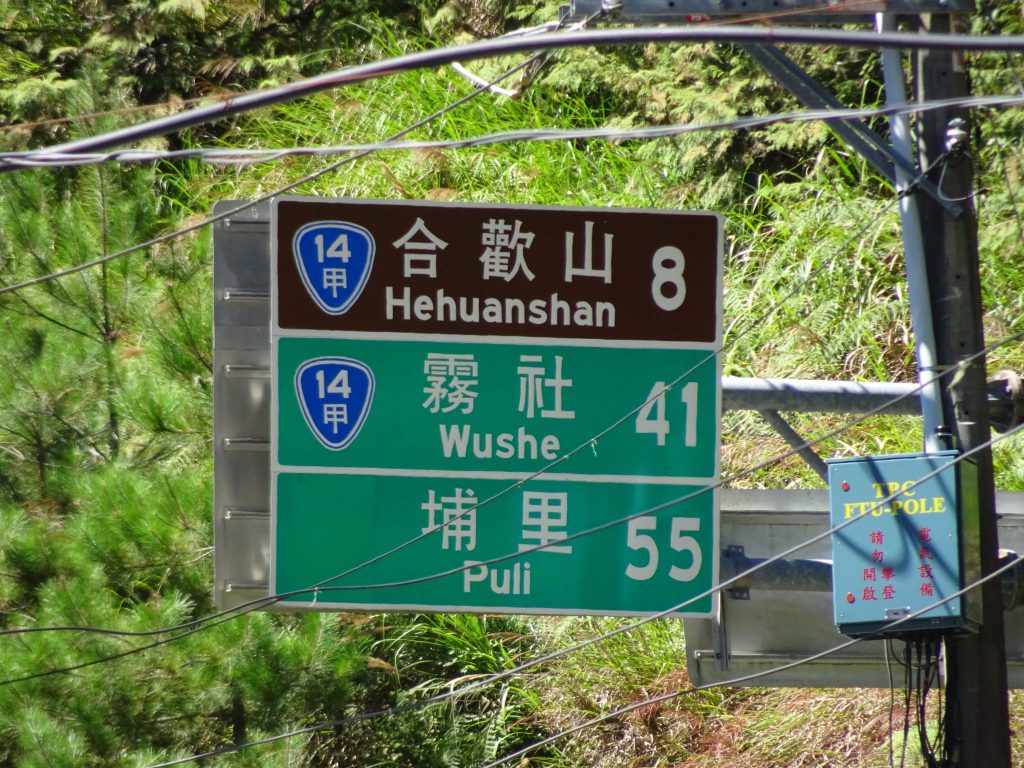 14
甲
合歡山
Hehuanshan
8
14
甲
霧社
Wushe
41
埔里
Puli
55
TPC
FTU-POLE
電氣設備
請勿攀登
開啟